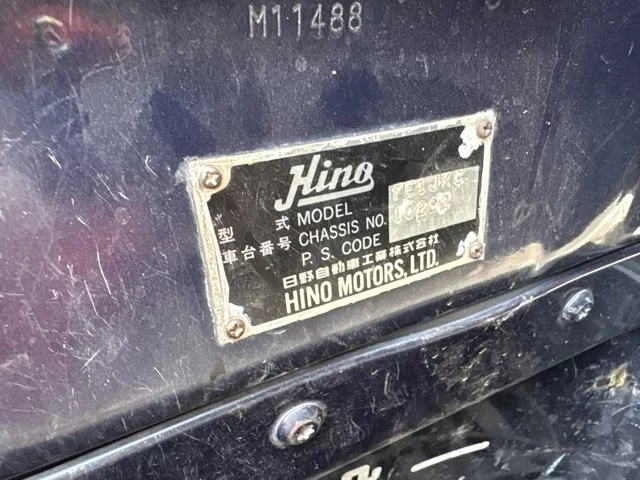 M11488
Hino
型 式 MODEL
車台番号 CHASSIS NO.
P. S. CODE
日野自動車工業株式会社
HINO MOTORS, LTD.